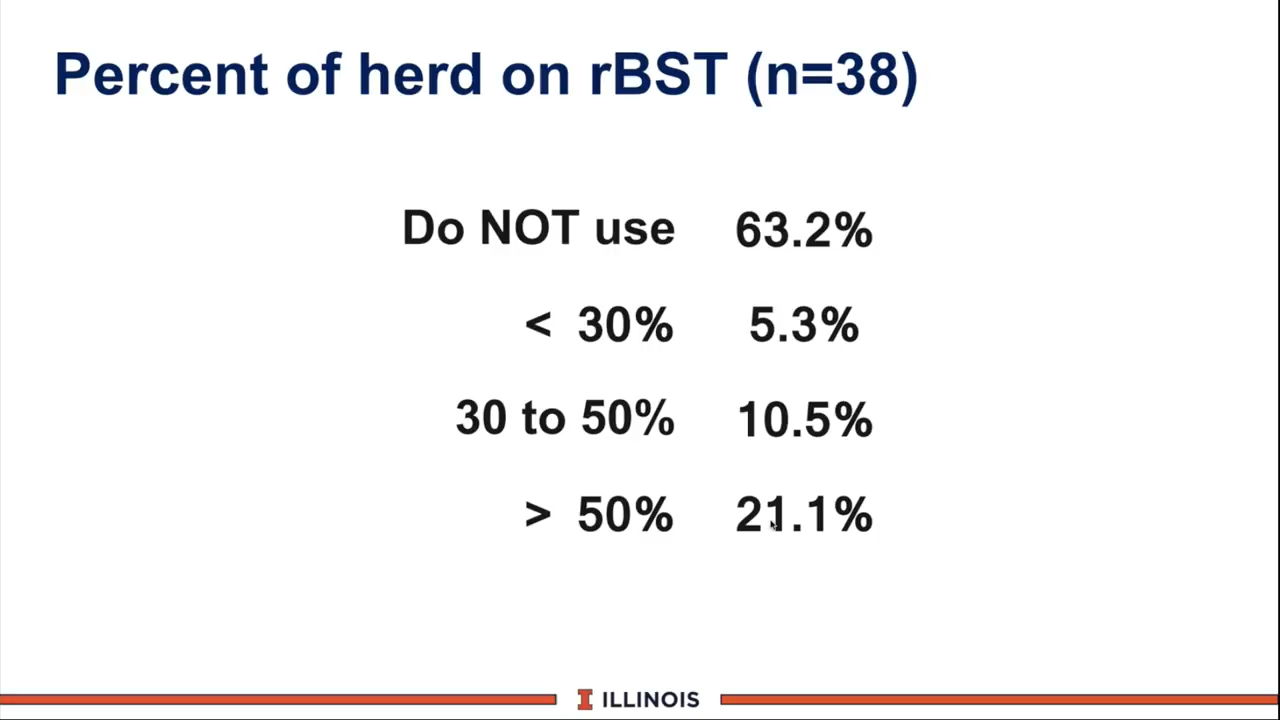 Percent of herd on rBST (n=38)
Do NOT use 63.2%
< 30% 5.3%
30 to 50% 10.5%
> 50% 21.1%
I ILLINOIS